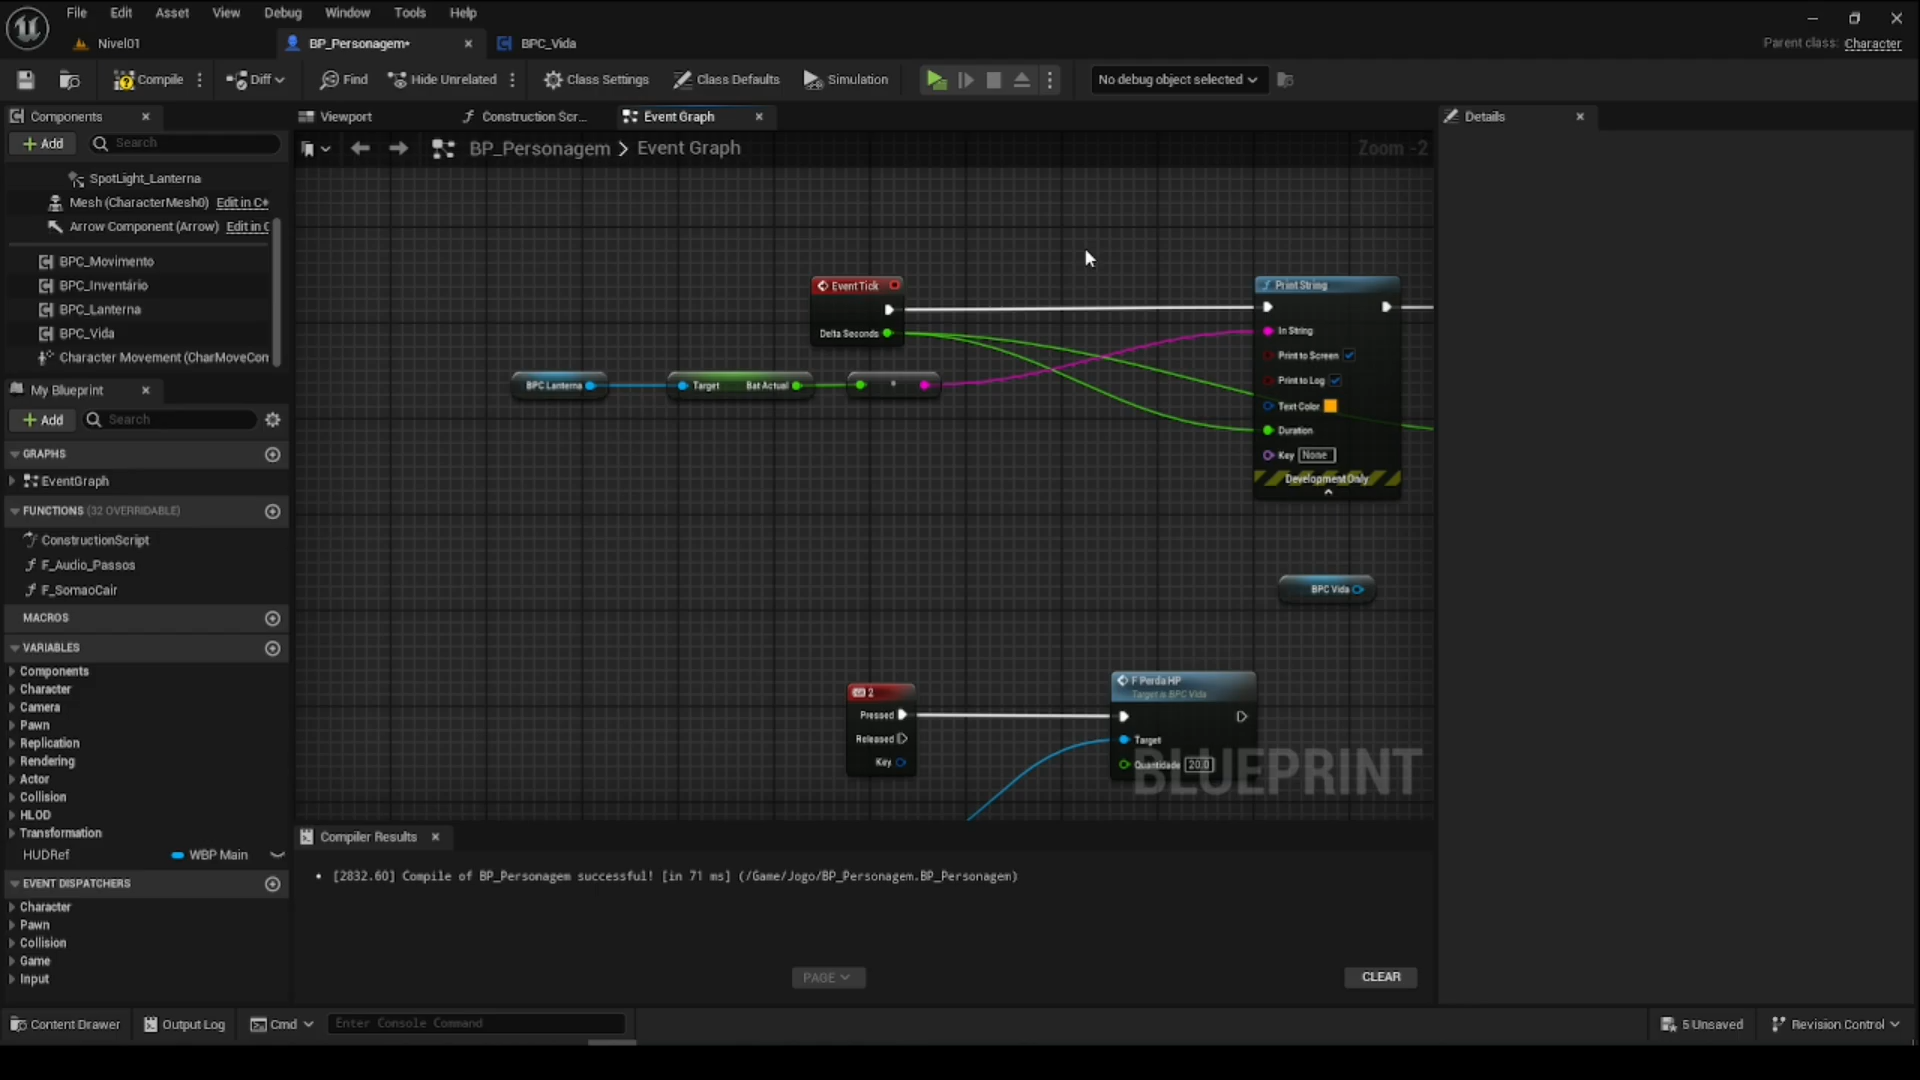 File Edit Asset View Debug Window Tools Help
Nivel01 BP_Personagem* BPC_Vida
Parent class: Character
Compile Diff Find Hide Unrelated Class Settings Class Defaults Simulation No debug object selected
Components
Add Search
SpotLight_Lanterna
Mesh (CharacterMesh0) Edit in C+
Arrow Component (Arrow) Edit in C
BPC_Movimento
BPC_Inventário
BPC_Lanterna
BPC_Vida
Character Movement (CharMoveCon
My Blueprint
Add Search
GRAPHS
EventGraph
FUNCTIONS (32 OVERRIDABLE)
ConstructionScript
F_Audio_Passos
F_SomaoCair
MACROS
VARIABLES
Components
Character
Camera
Pawn
Replication
Rendering
Actor
Collision
HLOD
Transformation
HUDRef WBP Main
EVENT DISPATCHERS
Character
Pawn
Collision
Game
Input
Viewport Construction Scr... Event Graph
BP_Personagem > Event Graph
Zoom -2
Event Tick
Delta Seconds
BPC Lanterna
Target Bat Actual
Print String
In String
Print to Screen
Print to Log
Text Color
Duration
Key None
Development Only
BPC Vida
2
Pressed
Released
Key
F Perda HP
Target is BPC Vida
Target
Quantidade 20.0
BLUEPRINT
Compiler Results
[2832.60] Compile of BP_Personagem successful! [in 71 ms] (/Game/Jogo/BP_Personagem.BP_Personagem)
PAGE
CLEAR
Details
Content Drawer Output Log Cmd Enter Console Command
5 Unsaved Revision Control